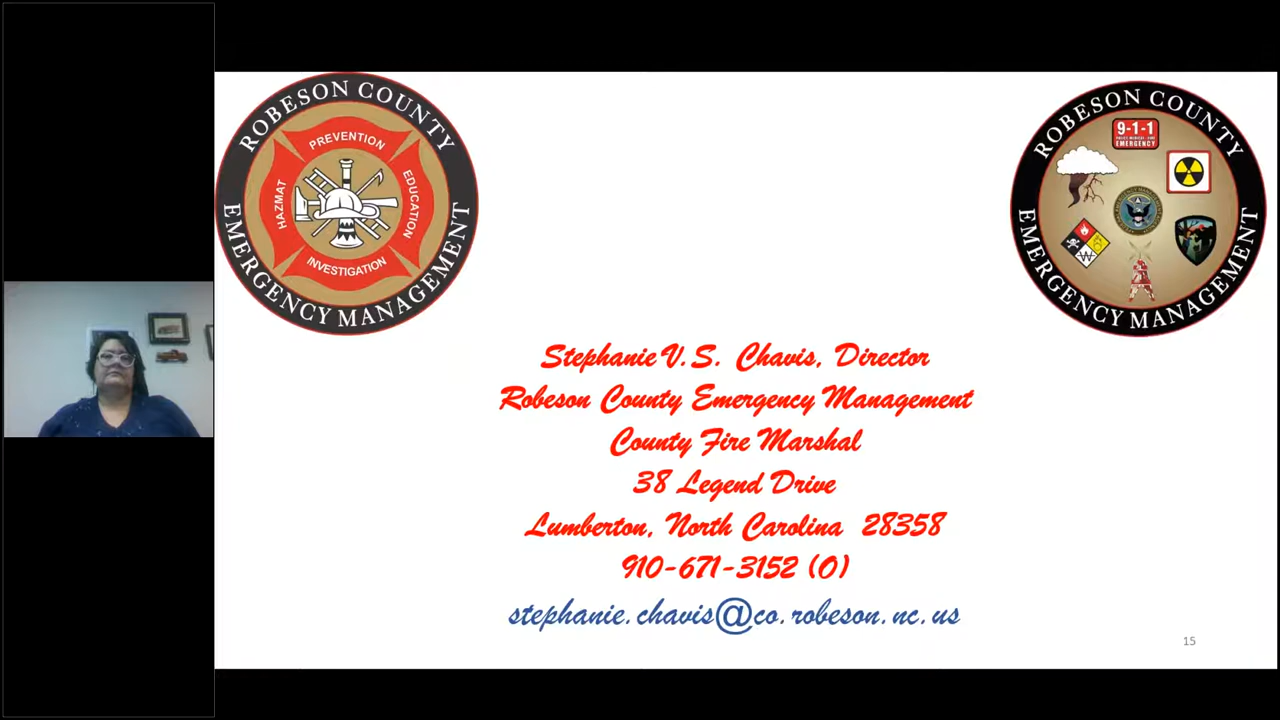 ROBESON COUNTY
PREVENTION
HAZMAT
EDUCATION
INVESTIGATION
EMERGENCY MANAGEMENT
ROBESON COUNTY
9-1-1
EMERGENCY
W
EMERGENCY MANAGEMENT
Stephanie V.S. Chavis, Director
Robeson County Emergency Management
County Fire Marshal
38 Legend Drive
Lumberton, North Carolina 28358
910-671-3152 (O)
stephanie.chavis@co.robeson.nc.us
15